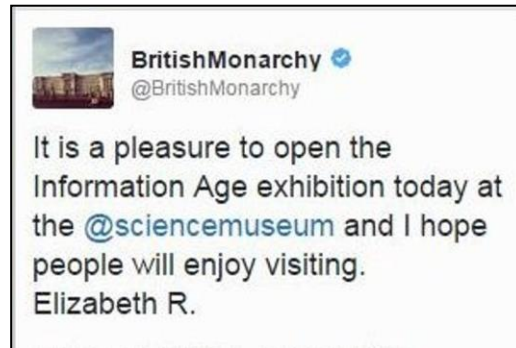 BritishMonarchy
@BritishMonarchy
It is a pleasure to open the
Information Age exhibition today at
the @sciencemuseum and I hope
people will enjoy visiting.
Elizabeth R.